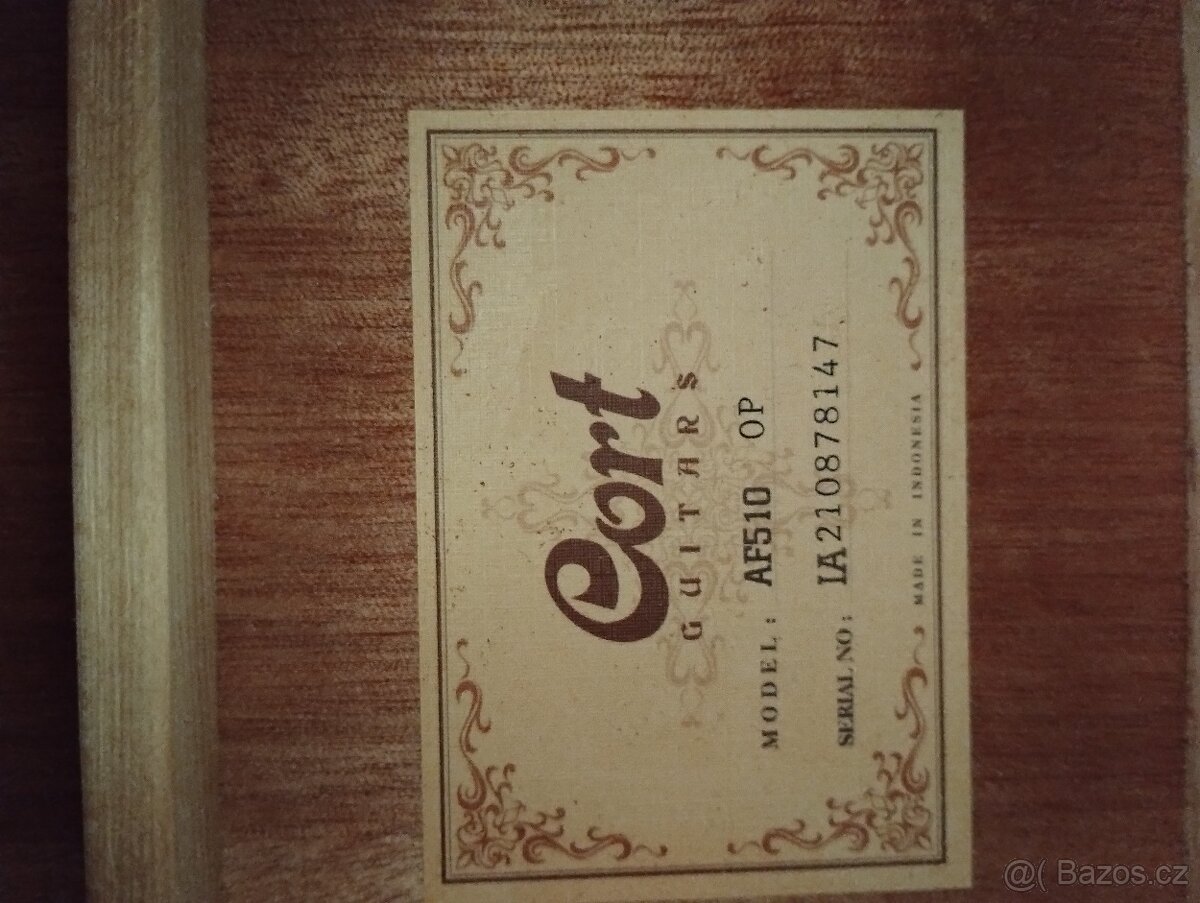 Cort
GUITARS
MODEL: AF510 OP
SERIAL NO: IA210878147
MADE IN INDONESIA
@( Bazos.cz